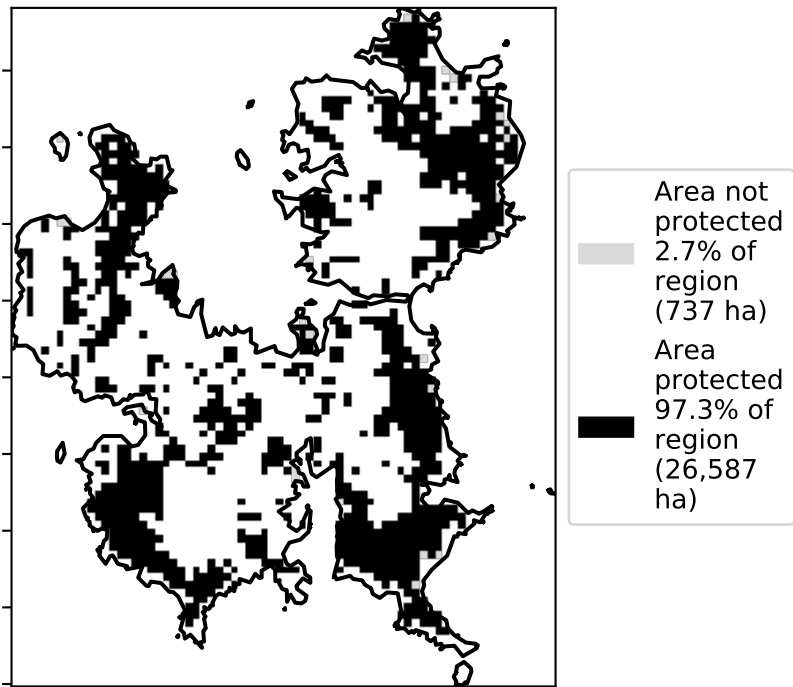 Area not
protected
2.7% of
region
(737 ha)
Area
protected
97.3% of
region
(26,587
ha)